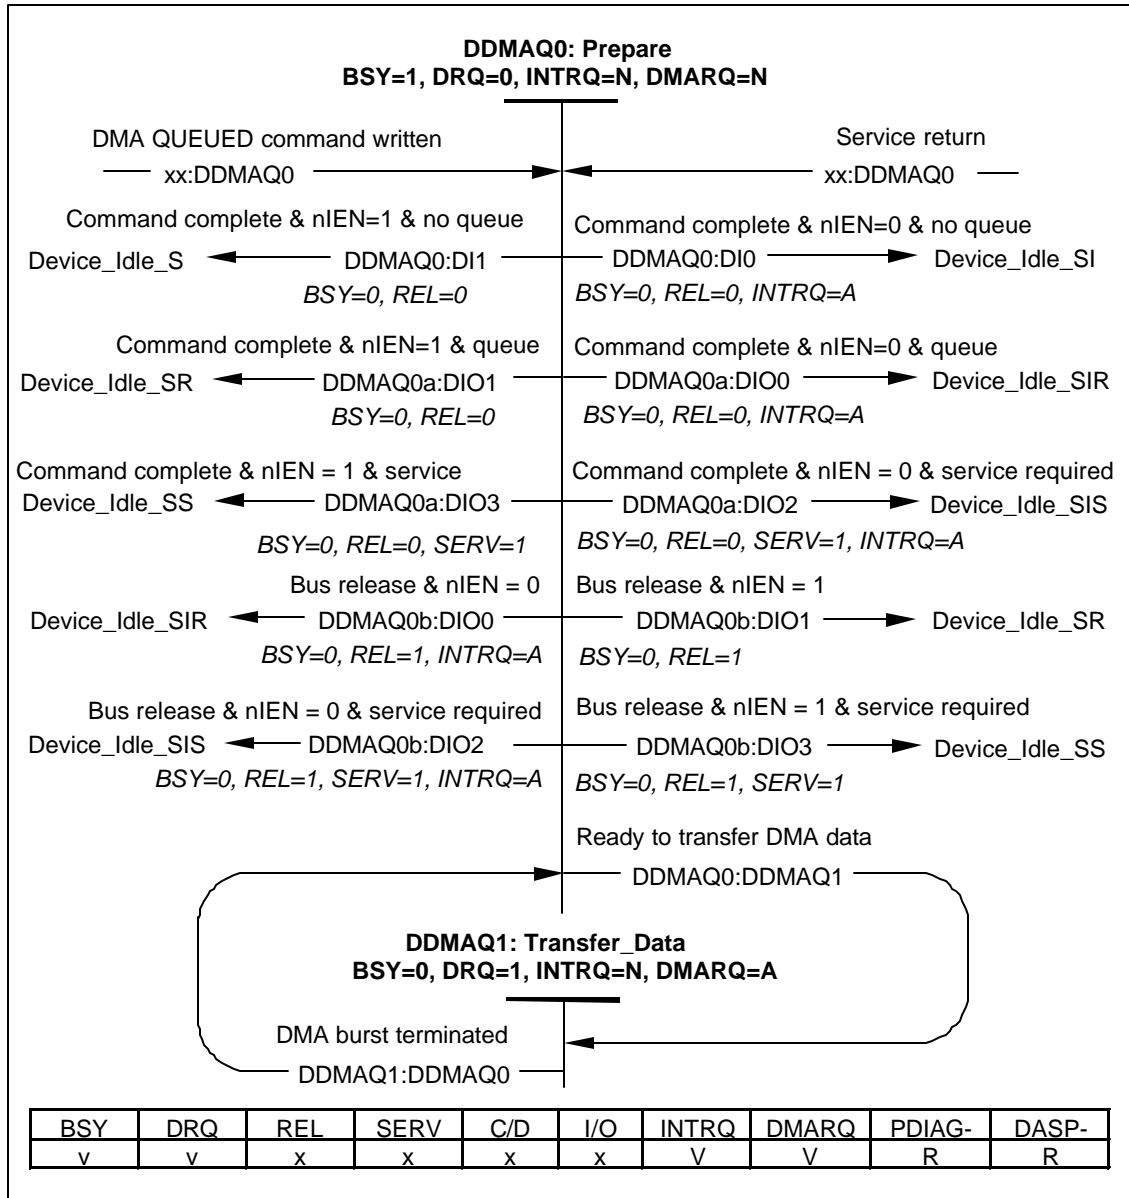 DDMAQ0: Prepare
BSY=1, DRQ=0, INTRQ=N, DMARQ=N
DMA QUEUED command written
Service return
xx:DDMAQ0
xx:DDMAQ0
Command complete & nIEN=1 & no queue
Command complete & nIEN=0 & no queue
Device_Idle_S DDMAQ0:DI1 DDMAQ0:DI0 Device_Idle_SI
BSY=0, REL=0
BSY=0, REL=0, INTRQ=A
Command complete & nIEN=1 & queue
Command complete & nIEN=0 & queue
Device_Idle_SR DDMAQ0a:DIO1 DDMAQ0a:DIO0 Device_Idle_SIR
BSY=0, REL=0
BSY=0, REL=0, INTRQ=A
Command complete & nIEN = 1 & service
Command complete & nIEN = 0 & service required
Device_Idle_SS DDMAQ0a:DIO3 DDMAQ0a:DIO2 Device_Idle_SIS
BSY=0, REL=0, SERV=1
BSY=0, REL=0, SERV=1, INTRQ=A
Bus release & nIEN = 0
Bus release & nIEN = 1
Device_Idle_SIR DDMAQ0b:DIO0 DDMAQ0b:DIO1 Device_Idle_SR
BSY=0, REL=1, INTRQ=A
BSY=0, REL=1
Bus release & nIEN = 0 & service required
Bus release & nIEN = 1 & service required
Device_Idle_SIS DDMAQ0b:DIO2 DDMAQ0b:DIO3 Device_Idle_SS
BSY=0, REL=1, SERV=1, INTRQ=A
BSY=0, REL=1, SERV=1
Ready to transfer DMA data
DDMAQ0:DDMAQ1
DDMAQ1: Transfer_Data
BSY=0, DRQ=1, INTRQ=N, DMARQ=A
DMA burst terminated
DDMAQ1:DDMAQ0
BSY DRQ REL SERV C/D I/O INTRQ DMARQ PDIAG- DASP-
v v x x x x V V R R